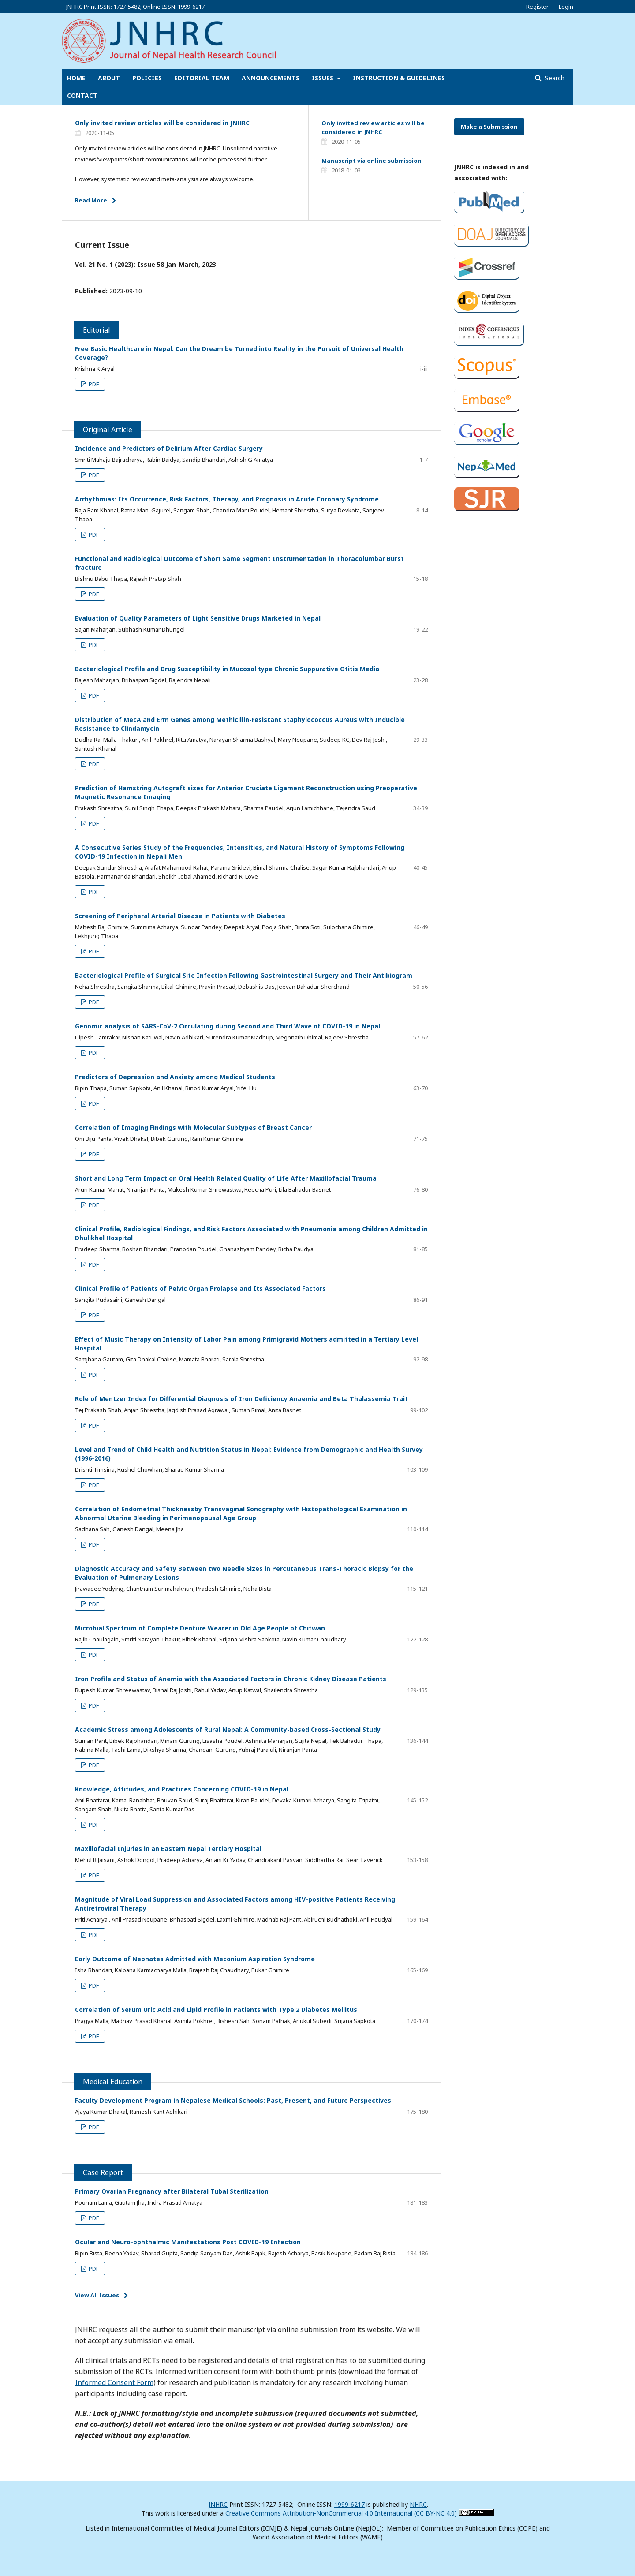 JNHRC Print ISSN: 1727-5482; Online ISSN: 1999-6217
Register
Login
JNHRC
Journal of Nepal Health Research Council
HOME
ABOUT
POLICIES
EDITORIAL TEAM
ANNOUNCEMENTS
ISSUES
INSTRUCTION & GUIDELINES
Search
CONTACT
Only invited review articles will be considered in JNHRC
2020-11-05
Only invited review articles will be considered in JNHRC. Unsolicited narrative
reviews/viewpoints/short communications will not be processed further.
However, systematic review and meta-analysis are always welcome.
Read More
Only invited review articles will be
considered in JNHRC
2020-11-05
Manuscript via online submission
2018-01-03
Make a Submission
JNHRC is indexed in and
associated with:
PubMed
DOAJ DIRECTORY OF
OPEN ACCESS
JOURNALS
Crossref
doi Digital Object
Identifier System
INDEX COPERNICUS
INTERNATIONAL
Scopus
Embase
Google
scholar
NepMed
SJR
Current Issue
Vol. 21 No. 1 (2023): Issue 58 Jan-March, 2023
Published: 2023-09-10
Editorial
Free Basic Healthcare in Nepal: Can the Dream be Turned into Reality in the Pursuit of Universal Health
Coverage?
Krishna K Aryal
PDF
Original Article
Incidence and Predictors of Delirium After Cardiac Surgery
Smriti Mahaju Bajracharya, Rabin Baidya, Sandip Bhandari, Ashish G Amatya
1-7
PDF
Arrhythmias: Its Occurrence, Risk Factors, Therapy, and Prognosis in Acute Coronary Syndrome
Raja Ram Khanal, Ratna Mani Gajurel, Sangam Shah, Chandra Mani Poudel, Hemant Shrestha, Surya Devkota, Sanjeev
Thapa
8-14
PDF
Functional and Radiological Outcome of Short Same Segment Instrumentation in Thoracolumbar Burst
fracture
Bishnu Babu Thapa, Rajesh Pratap Shah
15-18
PDF
Evaluation of Quality Parameters of Light Sensitive Drugs Marketed in Nepal
Sajan Maharjan, Subhash Kumar Dhungel
19-22
PDF
Bacteriological Profile and Drug Susceptibility in Mucosal type Chronic Suppurative Otitis Media
Rajesh Maharjan, Brihaspati Sigdel, Rajendra Nepali
23-28
PDF
Distribution of MecA and Erm Genes among Methicillin-resistant Staphylococcus Aureus with Inducible
Resistance to Clindamycin
Dudha Raj Malla Thakuri, Anil Pokhrel, Ritu Amatya, Narayan Sharma Bashyal, Mary Neupane, Sudeep KC, Dev Raj Joshi,
Santosh Khanal
29-33
PDF
Prediction of Hamstring Autograft sizes for Anterior Cruciate Ligament Reconstruction using Preoperative
Magnetic Resonance Imaging
Prakash Shrestha, Sunil Singh Thapa, Deepak Prakash Mahara, Sharma Paudel, Arjun Lamichhane, Tejendra Saud
34-39
PDF
A Consecutive Series Study of the Frequencies, Intensities, and Natural History of Symptoms Following
COVID-19 Infection in Nepali Men
Deepak Sundar Shrestha, Arafat Mahamood Rahat, Parama Sridevi, Bimal Sharma Chalise, Sagar Kumar Rajbhandari, Anup
Bastola, Parmananda Bhandari, Sheikh Iqbal Ahamed, Richard R. Love
40-45
PDF
Screening of Peripheral Arterial Disease in Patients with Diabetes
Mahesh Raj Ghimire, Sumnima Acharya, Sundar Pandey, Deepak Aryal, Pooja Shah, Binita Soti, Sulochana Ghimire,
Lekhjung Thapa
46-49
PDF
Bacteriological Profile of Surgical Site Infection Following Gastrointestinal Surgery and Their Antibiogram
Neha Shrestha, Sangita Sharma, Bikal Ghimire, Pravin Prasad, Debashis Das, Jeevan Bahadur Sherchand
50-56
PDF
Genomic analysis of SARS-CoV-2 Circulating during Second and Third Wave of COVID-19 in Nepal
Dipesh Tamrakar, Nishan Katuwal, Navin Adhikari, Surendra Kumar Madhup, Meghnath Dhimal, Rajeev Shrestha
57-62
PDF
Predictors of Depression and Anxiety among Medical Students
Bipin Thapa, Suman Sapkota, Anil Khanal, Binod Kumar Aryal, Yifei Hu
63-70
PDF
Correlation of Imaging Findings with Molecular Subtypes of Breast Cancer
Om Biju Panta, Vivek Dhakal, Bibek Gurung, Ram Kumar Ghimire
71-75
PDF
Short and Long Term Impact on Oral Health Related Quality of Life After Maxillofacial Trauma
Arun Kumar Mahat, Niranjan Panta, Mukesh Kumar Shrewastwa, Reecha Puri, Lila Bahadur Basnet
76-80
PDF
Clinical Profile, Radiological Findings, and Risk Factors Associated with Pneumonia among Children Admitted in
Dhulikhel Hospital
Pradeep Sharma, Roshan Bhandari, Pranodan Poudel, Ghanashyam Pandey, Richa Paudyal
81-85
PDF
Clinical Profile of Patients of Pelvic Organ Prolapse and Its Associated Factors
Sangita Pudasaini, Ganesh Dangal
86-91
PDF
Effect of Music Therapy on Intensity of Labor Pain among Primigravid Mothers admitted in a Tertiary Level
Hospital
Samjhana Gautam, Gita Dhakal Chalise, Mamata Bharati, Sarala Shrestha
92-98
PDF
Role of Mentzer Index for Differential Diagnosis of Iron Deficiency Anaemia and Beta Thalassemia Trait
Tej Prakash Shah, Anjan Shrestha, Jagdish Prasad Agrawal, Suman Rimal, Anita Basnet
99-102
PDF
Level and Trend of Child Health and Nutrition Status in Nepal: Evidence from Demographic and Health Survey
(1996-2016)
Drishti Timsina, Rushel Chowhan, Sharad Kumar Sharma
103-109
PDF
Correlation of Endometrial Thicknessby Transvaginal Sonography with Histopathological Examination in
Abnormal Uterine Bleeding in Perimenopausal Age Group
Sadhana Sah, Ganesh Dangal, Meena Jha
110-114
PDF
Diagnostic Accuracy and Safety Between two Needle Sizes in Percutaneous Trans-Thoracic Biopsy for the
Evaluation of Pulmonary Lesions
Jirawadee Yodying, Chantham Sunmahakhun, Pradesh Ghimire, Neha Bista
115-121
PDF
Microbial Spectrum of Complete Denture Wearer in Old Age People of Chitwan
Rajib Chaulagain, Smriti Narayan Thakur, Bibek Khanal, Srijana Mishra Sapkota, Navin Kumar Chaudhary
122-128
PDF
Iron Profile and Status of Anemia with the Associated Factors in Chronic Kidney Disease Patients
Rupesh Kumar Shreewastav, Bishal Raj Joshi, Rahul Yadav, Anup Katwal, Shailendra Shrestha
129-135
PDF
Academic Stress among Adolescents of Rural Nepal: A Community-based Cross-Sectional Study
Suman Pant, Bibek Rajbhandari, Minani Gurung, Lisasha Poudel, Ashmita Maharjan, Sujita Nepal, Tek Bahadur Thapa,
Nabina Malla, Tashi Lama, Dikshya Sharma, Chandani Gurung, Yubraj Parajuli, Niranjan Panta
136-144
PDF
Knowledge, Attitudes, and Practices Concerning COVID-19 in Nepal
Anil Bhattarai, Kamal Ranabhat, Bhuvan Saud, Suraj Bhattarai, Kiran Paudel, Devaka Kumari Acharya, Sangita Tripathi,
Sangam Shah, Nikita Bhatta, Santa Kumar Das
145-152
PDF
Maxillofacial Injuries in an Eastern Nepal Tertiary Hospital
Mehul R Jaisani, Ashok Dongol, Pradeep Acharya, Anjani Kr Yadav, Chandrakant Pasvan, Siddhartha Rai, Sean Laverick
153-158
PDF
Magnitude of Viral Load Suppression and Associated Factors among HIV-positive Patients Receiving
Antiretroviral Therapy
Priti Acharya , Anil Prasad Neupane, Brihaspati Sigdel, Laxmi Ghimire, Madhab Raj Pant, Abiruchi Budhathoki, Anil Poudyal
159-164
PDF
Early Outcome of Neonates Admitted with Meconium Aspiration Syndrome
Isha Bhandari, Kalpana Karmacharya Malla, Brajesh Raj Chaudhary, Pukar Ghimire
165-169
PDF
Correlation of Serum Uric Acid and Lipid Profile in Patients with Type 2 Diabetes Mellitus
Pragya Malla, Madhav Prasad Khanal, Asmita Pokhrel, Bishesh Sah, Sonam Pathak, Anukul Subedi, Srijana Sapkota
170-174
PDF
Medical Education
Faculty Development Program in Nepalese Medical Schools: Past, Present, and Future Perspectives
Ajaya Kumar Dhakal, Ramesh Kant Adhikari
175-180
PDF
Case Report
Primary Ovarian Pregnancy after Bilateral Tubal Sterilization
Poonam Lama, Gautam Jha, Indra Prasad Amatya
181-183
PDF
Ocular and Neuro-ophthalmic Manifestations Post COVID-19 Infection
Bipin Bista, Reena Yadav, Sharad Gupta, Sandip Sanyam Das, Ashik Rajak, Rajesh Acharya, Rasik Neupane, Padam Raj Bista
184-186
PDF
View All Issues
JNHRC requests all the author to submit their manuscript via online submission from its website. We will
not accept any submission via email.
All clinical trials and RCTs need to be registered and details of trial registration has to be documented during
submission of the RCTs. Informed written consent form with both thumb prints (download the format of
Informed Consent Form) for research and publication is mandatory for any research involving human
participants including case report.
N.B.: Lack of JNHRC formatting/style and incomplete submission (required documents not submitted,
and co-author(s) detail not entered into the online system or not provided during submission) are
rejected without any explanation.
JNHRC Print ISSN: 1727-5482; Online ISSN: 1999-6217 is published by NHRC.
This work is licensed under a Creative Commons Attribution-NonCommercial 4.0 International (CC BY-NC 4.0)
Listed in International Committee of Medical Journal Editors (ICMJE) & Nepal Journals OnLine (NepJOL); Member of Committee on Publication Ethics (COPE) and
World Association of Medical Editors (WAME)